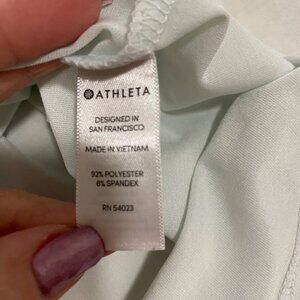 ATHLETA
DESIGNED IN
SAN FRANCISCO
MADE IN VIETNAM
92% POLYESTER
8% SPANDEX
RN 54023